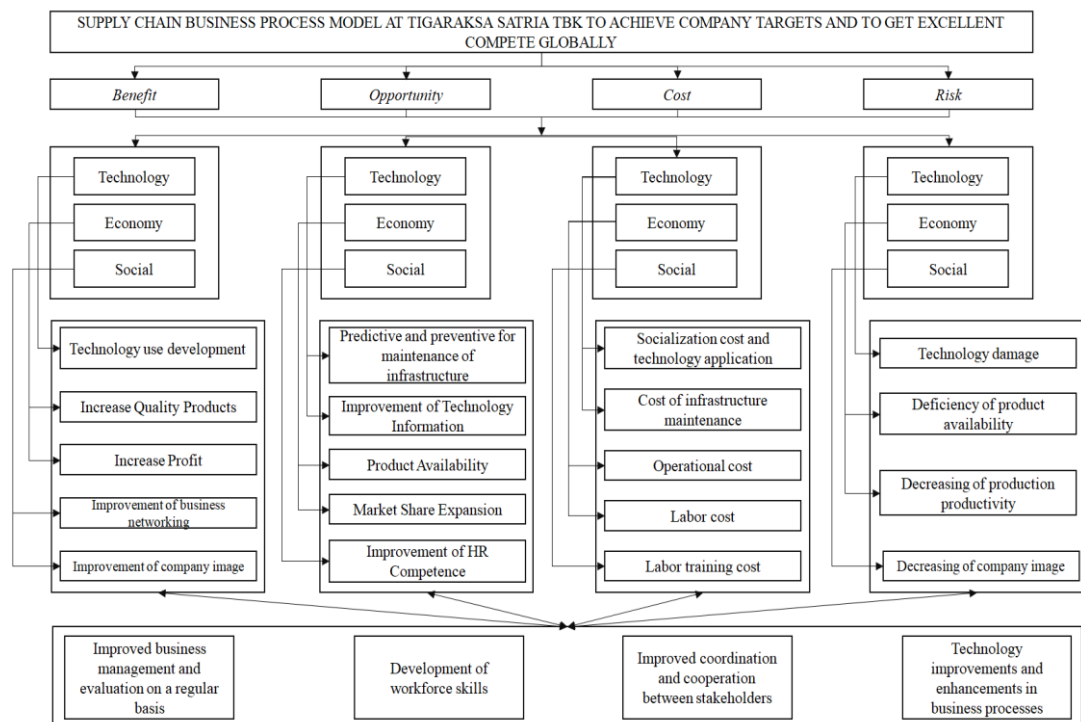 SUPPLY CHAIN BUSINESS PROCESS MODEL AT TIGARAKSA SATRIA TBK TO ACHIEVE COMPANY TARGETS AND TO GET EXCELLENT
COMPETE GLOBALLY
Benefit
Opportunity
Cost
Risk
Technology
Economy
Social
Technology
Economy
Social
Technology
Economy
Social
Technology
Economy
Social
Technology use development
Increase Quality Products
Increase Profit
Improvement of business
networking
Improvement of company image
Predictive and preventive for
maintenance of
infrastructure
Improvement of Technology
Information
Product Availability
Market Share Expansion
Improvement of HR
Competence
Socialization cost and
technology application
Cost of infrastructure
maintenance
Operational cost
Labor cost
Labor training cost
Technology damage
Deficiency of product
availability
Decreasing of production
productivity
Decreasing of company image
Improved business
management and
evaluation on a regular
basis
Development of
workforce skills
Improved coordination
and cooperation
between stakeholders
Technology
improvements and
enhancements in
business processes